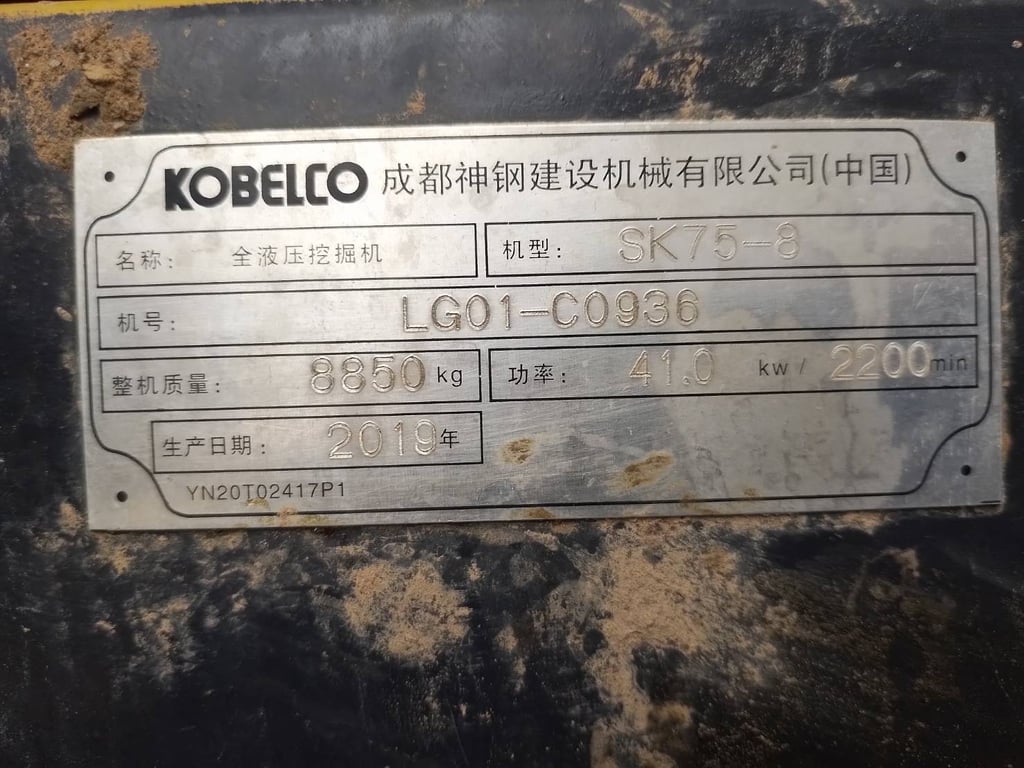 KOBELCO 成都神钢建设机械有限公司(中国)
名称: 全液压挖掘机 机型: SK75-8
机号: LG01-C0936
整机质量: 8850 kg 功率: 41.0 kw / 2200 min
生产日期: 2019 年
YN20T02417P1